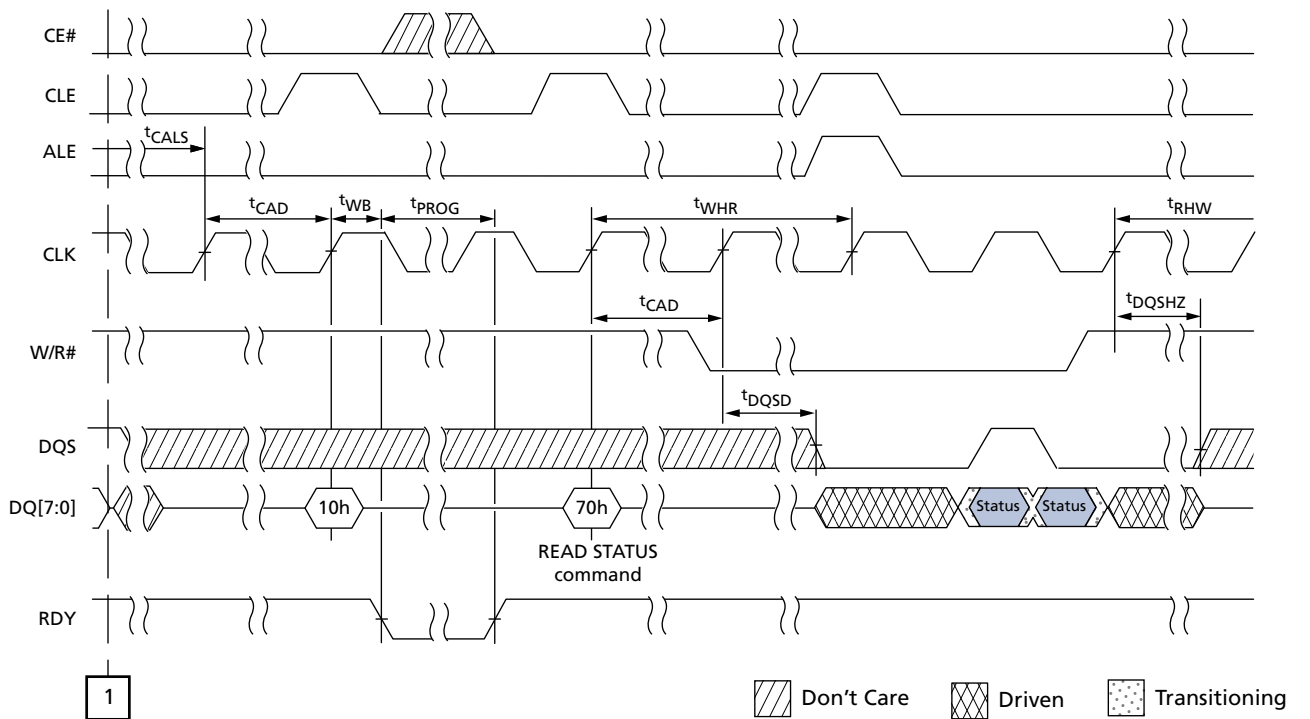 CE#
CLE
tCALS
ALE
tCAD
tWB
tPROG
tWHR
tRHW
CLK
tCAD
tDQSHZ
W/R#
tDQSD
DQS
DQ[7:0]
10h
70h
Status
Status
READ STATUS
command
RDY
1
Don't Care
Driven
Transitioning